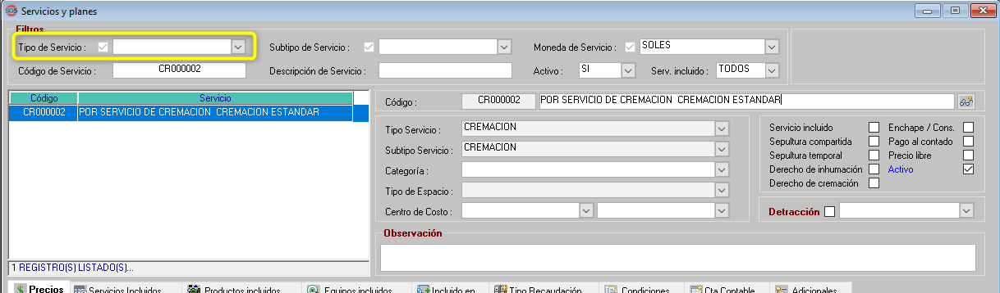 SGS Servicios y planes
Filtros
Tipo de Servicio : Subtipo de Servicio : Moneda de Servicio : SOLES
Código de Servicio : CR000002 Descripción de Servicio : Activo : SI Serv. incluido : TODOS
Código Servicio
CR000002 POR SERVICIO DE CREMACION CREMACION ESTANDAR
1 REGISTRO(S) LISTADO(S)...
Código : CR000002 POR SERVICIO DE CREMACION CREMACION ESTANDAR
Tipo Servicio : CREMACION
Subtipo Servicio : CREMACION
Categoría :
Tipo de Espacio :
Centro de Costo :
Servicio incluido Enchape / Cons.
Sepultura compartida Pago al contado
Sepultura temporal Precio libre
Derecho de inhumación Activo
Derecho de cremación
Detracción
Observación
Precios Servicios Incluidos Productos incluidos Equipos incluidos Incluido en Tipo Recaudación Condiciones Cta Contable Adicionales